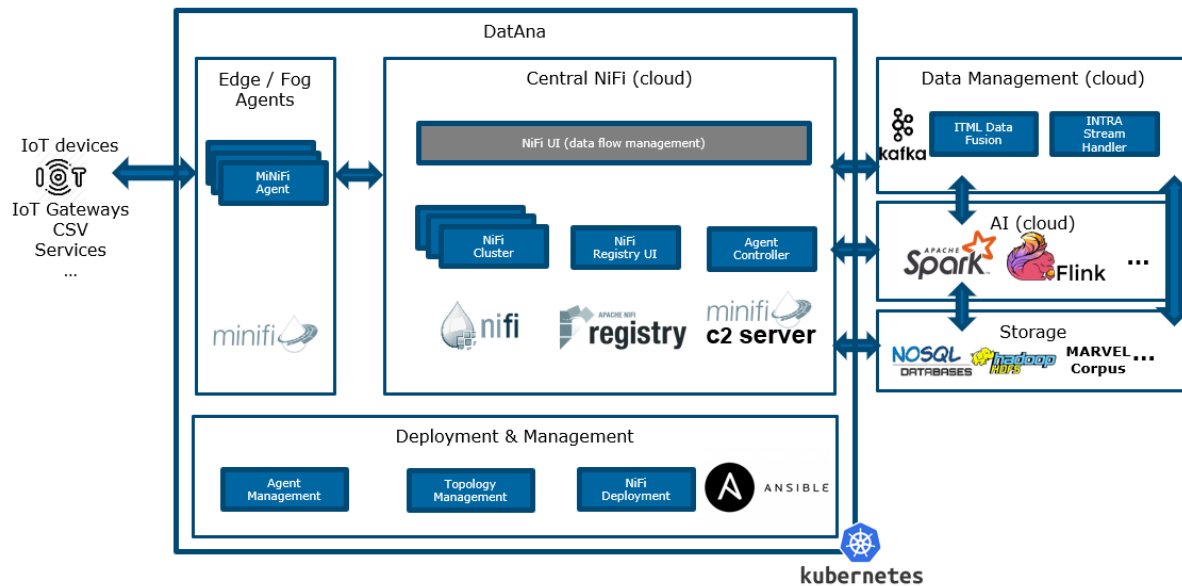 DatAna
Edge / Fog
Agents
MiNiFi
Agent
minifi
IoT devices
IOT
IoT Gateways
CSV
Services
...
Central NiFi (cloud)
NiFi UI (data flow management)
NiFi
Cluster
NiFi
Registry UI
Agent
Controller
nifi
APACHE NIFI
registry
minifi
c2 server
Data Management (cloud)
kafka
ITML Data
Fusion
INTRA
Stream
Handler
AI (cloud)
APACHE
Spark™
Flink
...
Storage
NOSQL
DATABASES
hadoop
HDFS
MARVEL
Corpus
...
Deployment & Management
Agent
Management
Topology
Management
NiFi
Deployment
ANSIBLE
kubernetes